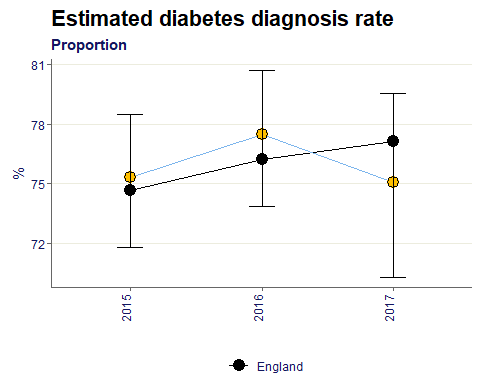 Estimated diabetes diagnosis rate
Proportion
81
78
75
72
%
2015
2016
2017
England